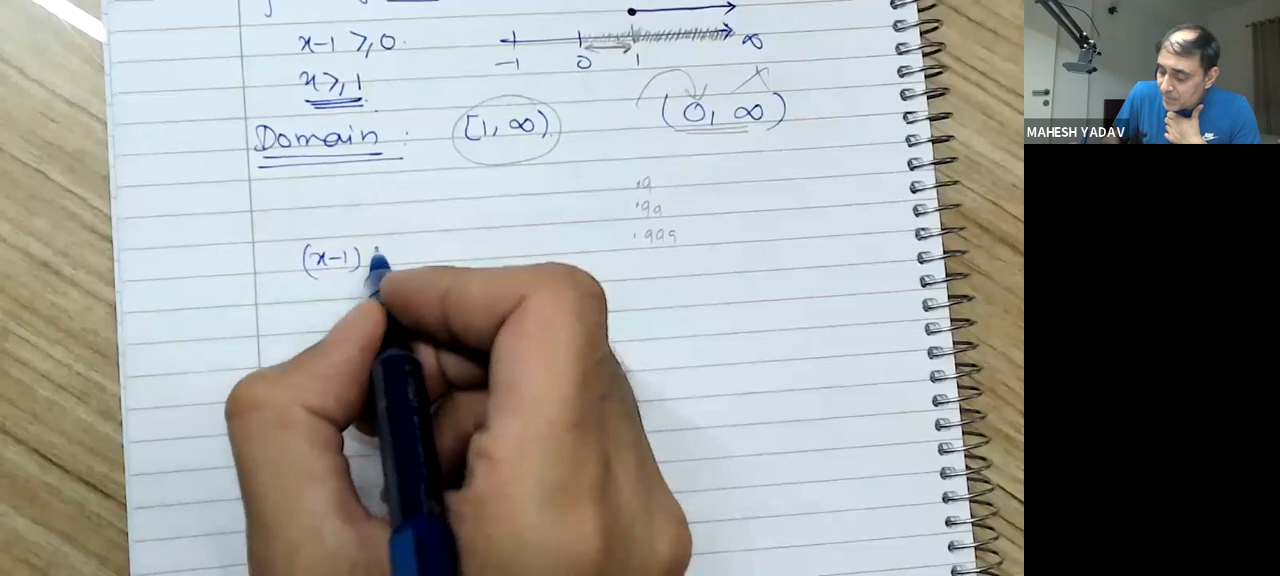 x-1 ≥ 0.
-1 0 1 ∞
x ≥ 1
(0, ∞)
Domain : [1, ∞)
.9
.99
.999
(x-1)
MAHESH YADAV